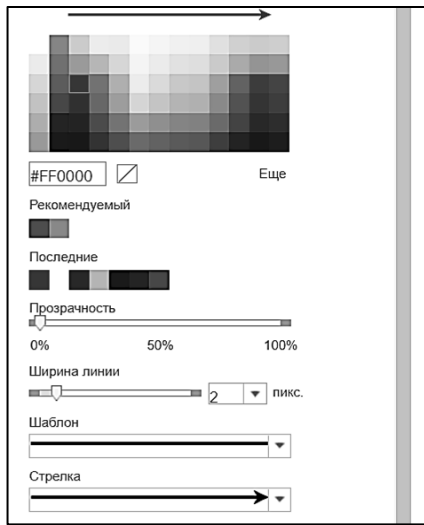 #FF0000
Еще
Рекомендуемый
Последние
Прозрачность
0% 50% 100%
Ширина линии
2 пикс.
Шаблон
Стрелка